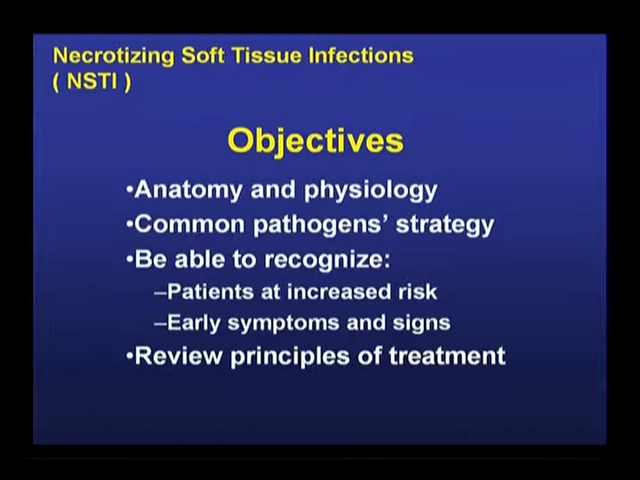 Necrotizing Soft Tissue Infections
( NSTI )
Objectives
•Anatomy and physiology
•Common pathogens’ strategy
•Be able to recognize:
–Patients at increased risk
–Early symptoms and signs
•Review principles of treatment